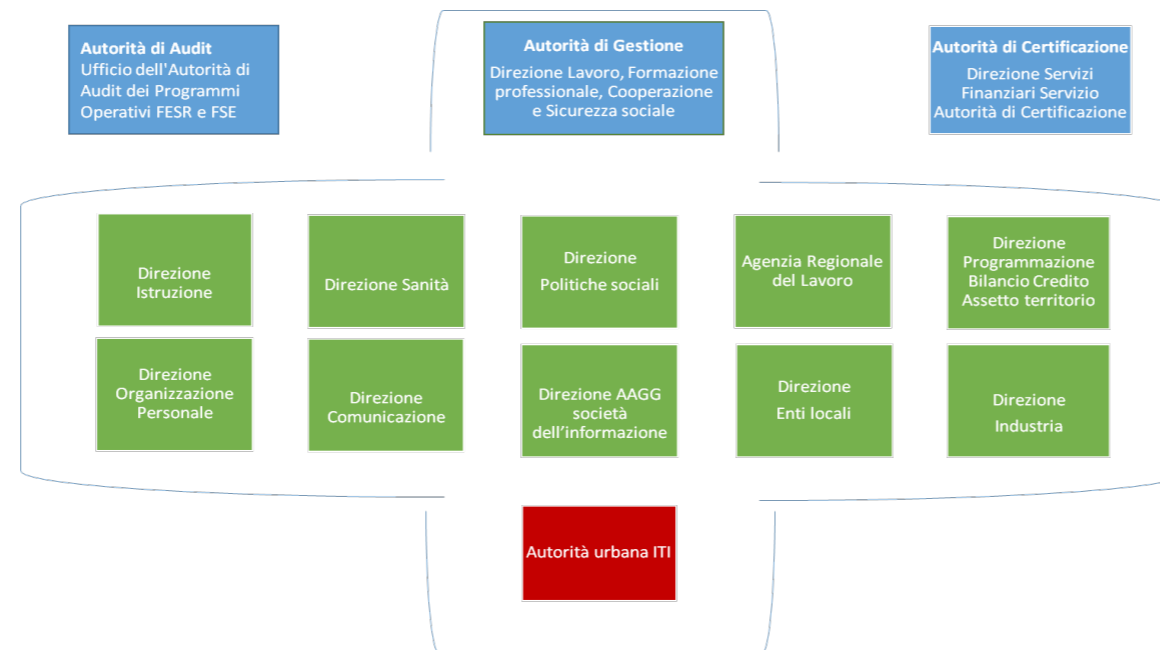 Autorità di Audit
Ufficio dell'Autorità di
Audit dei Programmi
Operativi FESR e FSE
Autorità di Gestione
Direzione Lavoro, Formazione
professionale, Cooperazione
e Sicurezza sociale
Autorità di Certificazione
Direzione Servizi
Finanziari Servizio
Autorità di Certificazione
Direzione
Istruzione
Direzione Sanità
Direzione
Politiche sociali
Agenzia Regionale
del Lavoro
Direzione
Programmazione
Bilancio Credito
Assetto territorio
Direzione
Organizzazione
Personale
Direzione
Comunicazione
Direzione AAGG
società
dell’informazione
Direzione
Enti locali
Direzione
Industria
Autorità urbana ITI